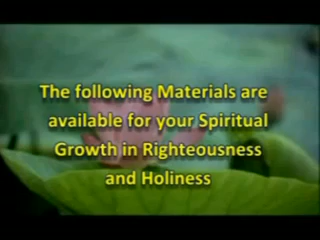 The following Materials are
available for your Spiritual
Growth in Righteousness
and Holiness